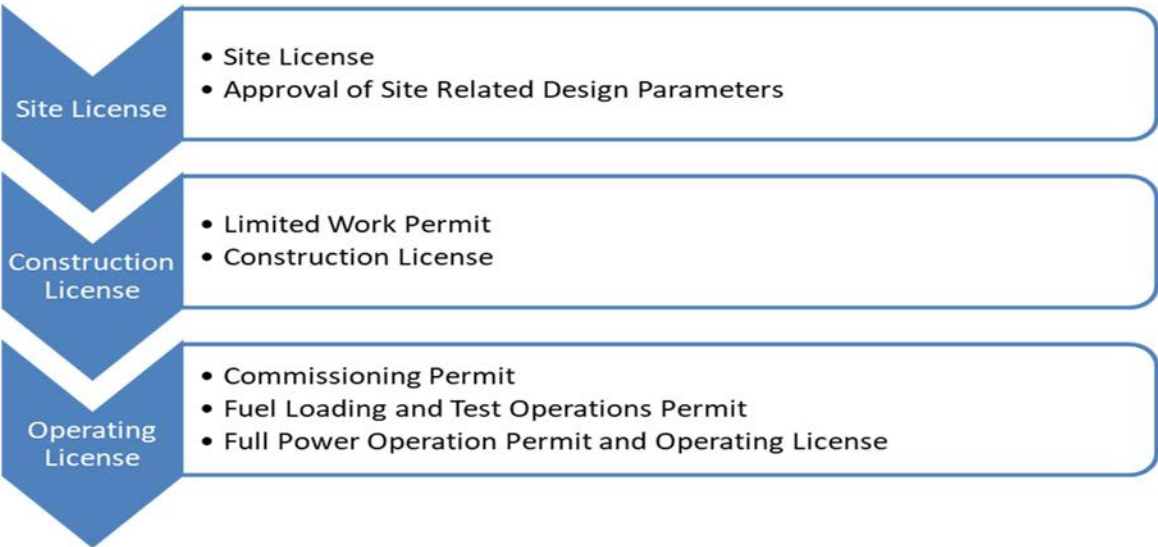 Site License
• Site License
• Approval of Site Related Design Parameters
Construction
License
• Limited Work Permit
• Construction License
Operating
License
• Commissioning Permit
• Fuel Loading and Test Operations Permit
• Full Power Operation Permit and Operating License